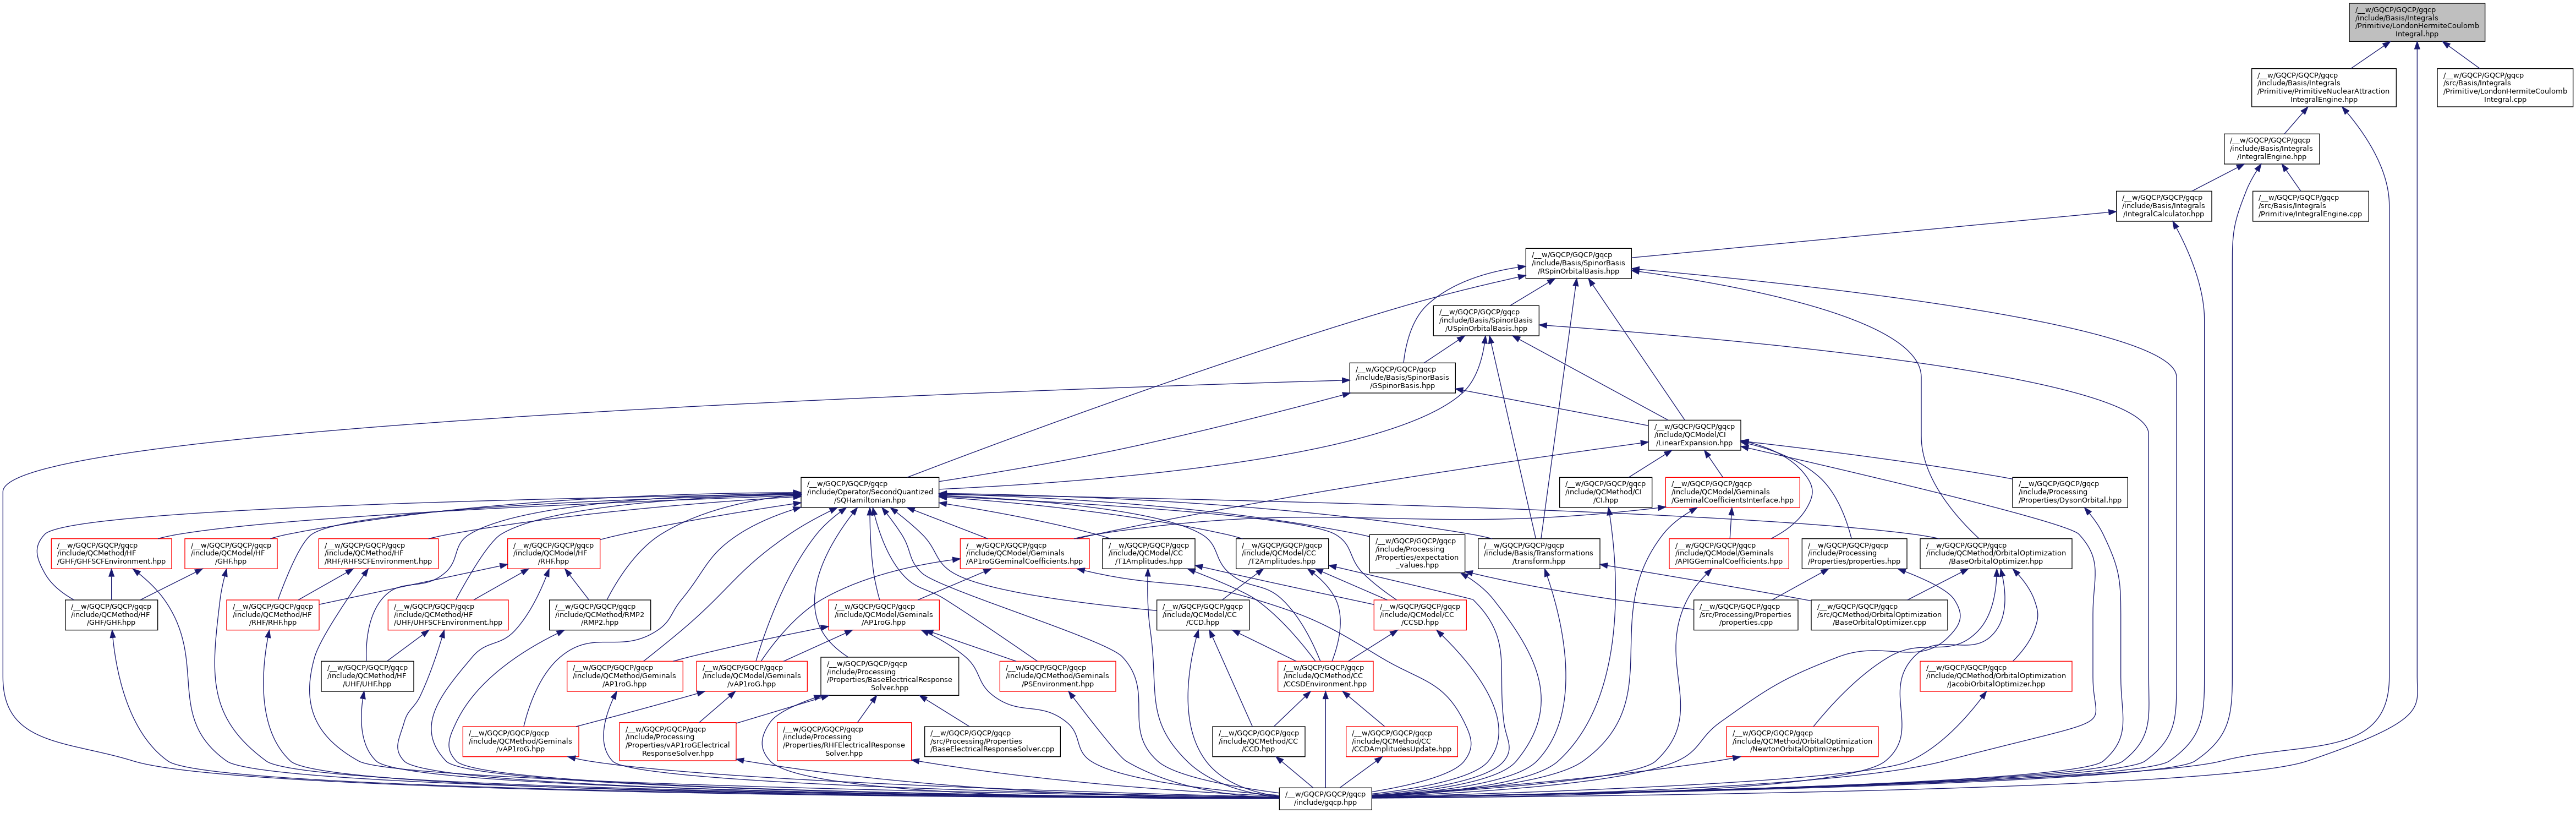 /__w/GQCP/GQCP/gqcp
/include/Basis/Integrals
/Primitive/LondonHermiteCoulomb
Integral.hpp
/__w/GQCP/GQCP/gqcp
/include/Basis/Integrals
/Primitive/PrimitiveNuclearAttraction
IntegralEngine.hpp
/__w/GQCP/GQCP/gqcp
/src/Basis/Integrals
/Primitive/LondonHermiteCoulomb
Integral.cpp
/__w/GQCP/GQCP/gqcp
/include/Basis/Integrals
/IntegralEngine.hpp
/__w/GQCP/GQCP/gqcp
/include/Basis/Integrals
/IntegralCalculator.hpp
/__w/GQCP/GQCP/gqcp
/src/Basis/Integrals
/Primitive/IntegralEngine.cpp
/__w/GQCP/GQCP/gqcp
/include/Basis/SpinorBasis
/RSpinOrbitalBasis.hpp
/__w/GQCP/GQCP/gqcp
/include/Basis/SpinorBasis
/USpinOrbitalBasis.hpp
/__w/GQCP/GQCP/gqcp
/include/Basis/SpinorBasis
/GSpinorBasis.hpp
/__w/GQCP/GQCP/gqcp
/include/QCModel/CI
/LinearExpansion.hpp
/__w/GQCP/GQCP/gqcp
/include/Operator/SecondQuantized
/SQHamiltonian.hpp
/__w/GQCP/GQCP/gqcp
/include/QCMethod/CI
/CI.hpp
/__w/GQCP/GQCP/gqcp
/include/QCModel/Geminals
/GeminalCoefficientsInterface.hpp
/__w/GQCP/GQCP/gqcp
/include/Processing
/Properties/DysonOrbital.hpp
/__w/GQCP/GQCP/gqcp
/include/QCMethod/HF
/GHF/GHFSCFEnvironment.hpp
/__w/GQCP/GQCP/gqcp
/include/QCModel/HF
/GHF.hpp
/__w/GQCP/GQCP/gqcp
/include/QCMethod/HF
/RHF/RHFSCFEnvironment.hpp
/__w/GQCP/GQCP/gqcp
/include/QCModel/HF
/RHF.hpp
/__w/GQCP/GQCP/gqcp
/include/QCModel/Geminals
/AP1roGGeminalCoefficients.hpp
/__w/GQCP/GQCP/gqcp
/include/QCModel/CC
/T1Amplitudes.hpp
/__w/GQCP/GQCP/gqcp
/include/QCModel/CC
/T2Amplitudes.hpp
/__w/GQCP/GQCP/gqcp
/include/Processing
/Properties/expectation
_values.hpp
/__w/GQCP/GQCP/gqcp
/include/Basis/Transformations
/transform.hpp
/__w/GQCP/GQCP/gqcp
/include/QCModel/Geminals
/APIGGeminalCoefficients.hpp
/__w/GQCP/GQCP/gqcp
/include/Processing
/Properties/properties.hpp
/__w/GQCP/GQCP/gqcp
/include/QCMethod/OrbitalOptimization
/BaseOrbitalOptimizer.hpp
/__w/GQCP/GQCP/gqcp
/include/QCMethod/HF
/GHF/GHF.hpp
/__w/GQCP/GQCP/gqcp
/include/QCMethod/HF
/RHF/RHF.hpp
/__w/GQCP/GQCP/gqcp
/include/QCMethod/HF
/UHF/UHFSCFEnvironment.hpp
/__w/GQCP/GQCP/gqcp
/include/QCMethod/RMP2
/RMP2.hpp
/__w/GQCP/GQCP/gqcp
/include/QCModel/Geminals
/AP1roG.hpp
/__w/GQCP/GQCP/gqcp
/include/QCModel/CC
/CCD.hpp
/__w/GQCP/GQCP/gqcp
/include/QCModel/CC
/CCSD.hpp
/__w/GQCP/GQCP/gqcp
/src/Processing/Properties
/properties.cpp
/__w/GQCP/GQCP/gqcp
/src/QCMethod/OrbitalOptimization
/BaseOrbitalOptimizer.cpp
/__w/GQCP/GQCP/gqcp
/include/QCMethod/HF
/UHF/UHF.hpp
/__w/GQCP/GQCP/gqcp
/include/QCMethod/Geminals
/AP1roG.hpp
/__w/GQCP/GQCP/gqcp
/include/QCModel/Geminals
/vAP1roG.hpp
/__w/GQCP/GQCP/gqcp
/include/Processing
/Properties/BaseElectricalResponse
Solver.hpp
/__w/GQCP/GQCP/gqcp
/include/QCMethod/Geminals
/PSEnvironment.hpp
/__w/GQCP/GQCP/gqcp
/include/QCMethod/CC
/CCSDEnvironment.hpp
/__w/GQCP/GQCP/gqcp
/include/QCMethod/OrbitalOptimization
/JacobiOrbitalOptimizer.hpp
/__w/GQCP/GQCP/gqcp
/include/QCMethod/Geminals
/vAP1roG.hpp
/__w/GQCP/GQCP/gqcp
/include/Processing
/Properties/vAP1roGElectrical
ResponseSolver.hpp
/__w/GQCP/GQCP/gqcp
/include/Processing
/Properties/RHFElectricalResponse
Solver.hpp
/__w/GQCP/GQCP/gqcp
/src/Processing/Properties
/BaseElectricalResponseSolver.cpp
/__w/GQCP/GQCP/gqcp
/include/QCMethod/CC
/CCD.hpp
/__w/GQCP/GQCP/gqcp
/include/QCMethod/CC
/CCDAmplitudesUpdate.hpp
/__w/GQCP/GQCP/gqcp
/include/QCMethod/OrbitalOptimization
/NewtonOrbitalOptimizer.hpp
/__w/GQCP/GQCP/gqcp
/include/gqcp.hpp